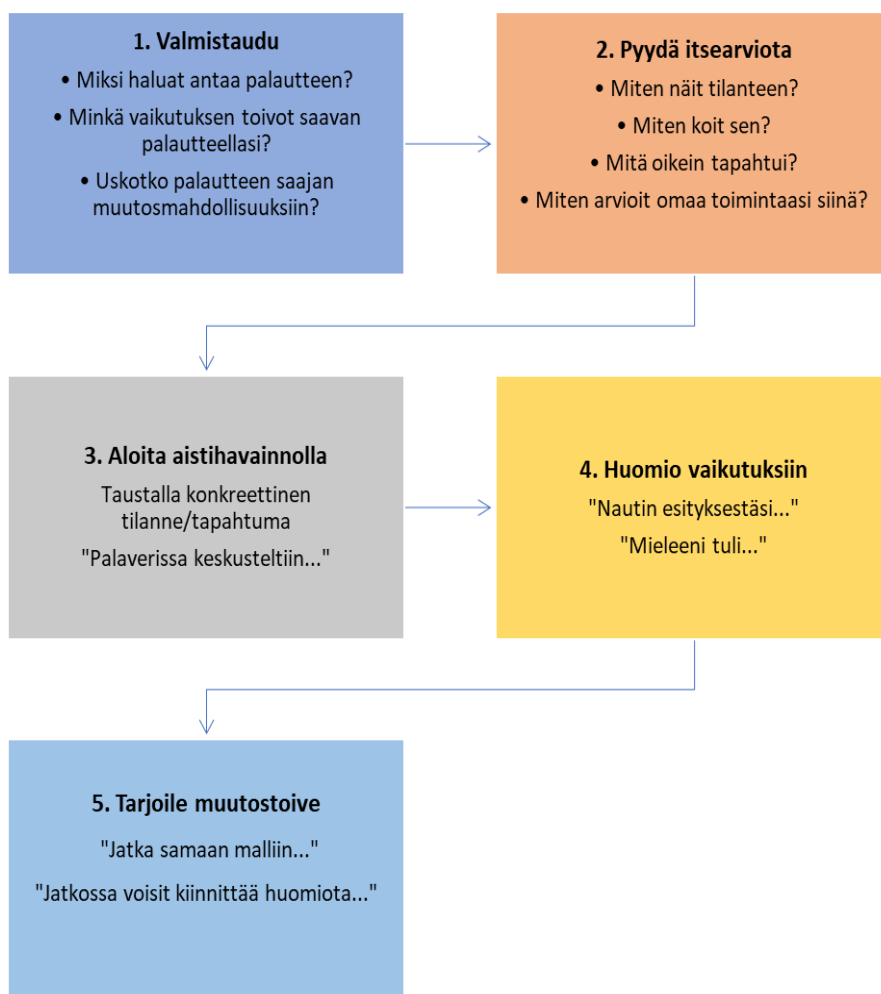 1. Valmistaudu
• Miksi haluat antaa palautteen?
• Minkä vaikutuksen toivot saavan
palautteellasi?
• Uskotko palautteen saajan
muutosmahdollisuuksiin?
2. Pyydä itsearviota
• Miten näit tilanteen?
• Miten koit sen?
• Mitä oikein tapahtui?
• Miten arvioit omaa toimintaasi siinä?
3. Aloita aistihavainnolla
Taustalla konkreettinen
tilanne/tapahtuma
"Palaverissa keskusteltiin..."
4. Huomio vaikutuksiin
"Nautin esityksestäsi..."
"Mieleeni tuli..."
5. Tarjoile muutostoive
"Jatka samaan malliin..."
"Jatkossa voisit kiinnittää huomiota..."